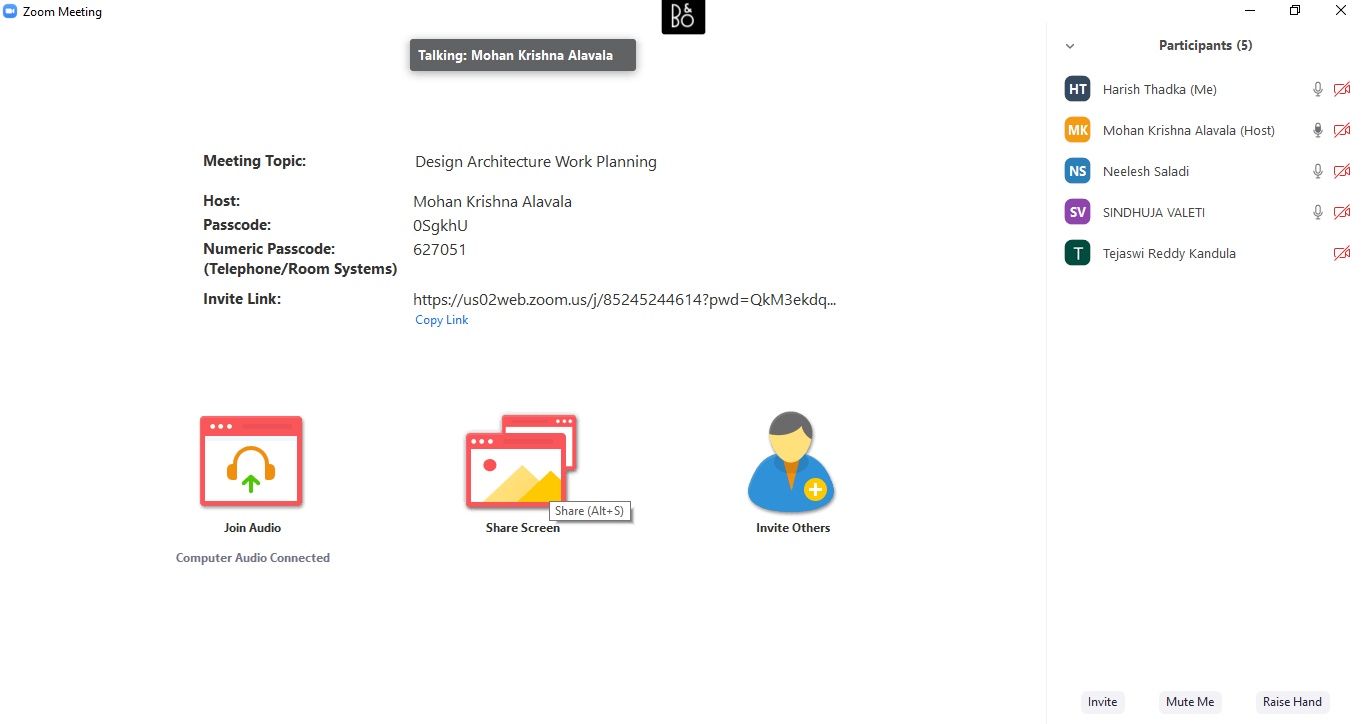 Zoom Meeting
B&O
Talking: Mohan Krishna Alavala
Meeting Topic: Design Architecture Work Planning
Host: Mohan Krishna Alavala
Passcode: 0SgkhU
Numeric Passcode: 627051
(Telephone/Room Systems)
Invite Link: https://us02web.zoom.us/j/85245244614?pwd=QkM3ekdq...
Copy Link
Join Audio
Computer Audio Connected
Share Screen
Share (Alt+S)
Invite Others
Participants (5)
HT Harish Thadka (Me)
MK Mohan Krishna Alavala (Host)
NS Neelesh Saladi
SV SINDHUJA VALETI
T Tejaswi Reddy Kandula
Invite Mute Me Raise Hand